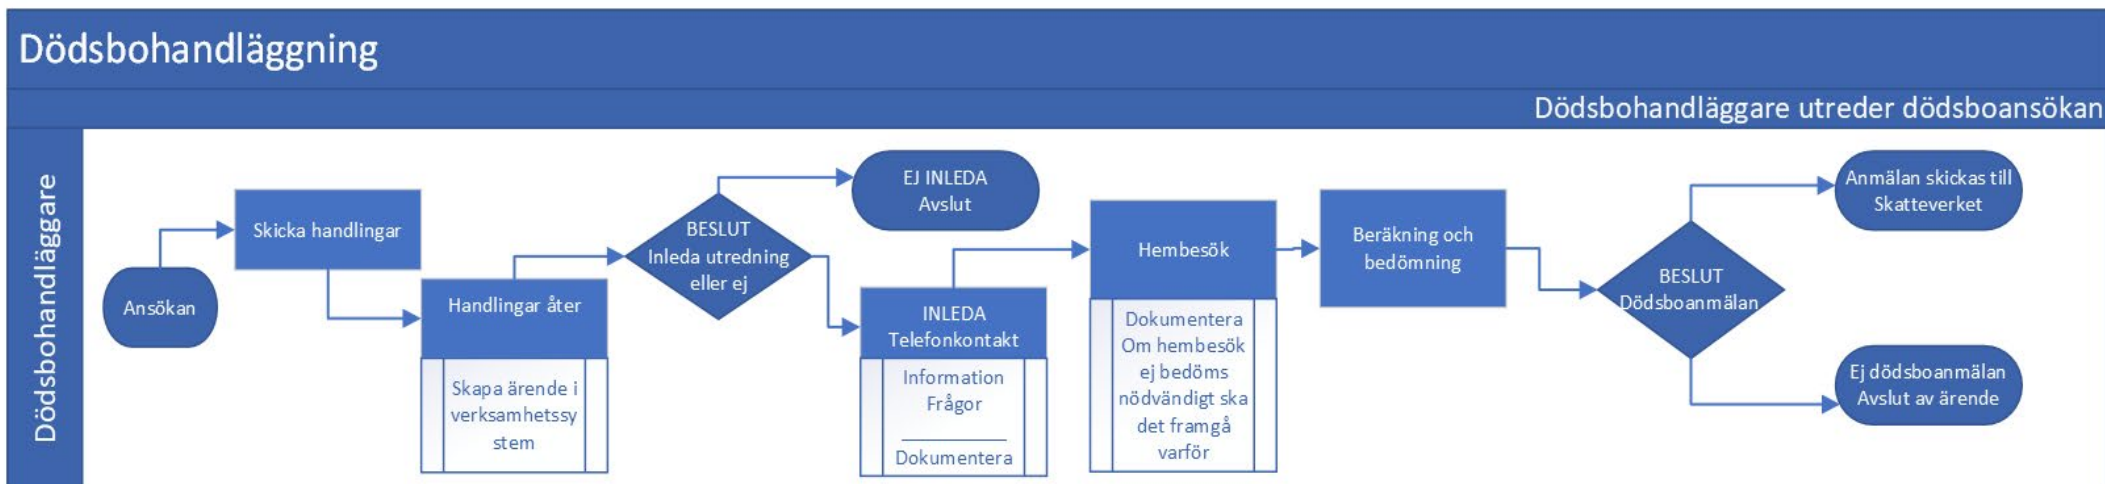 Dödsbohandläggning
Dödsbohandläggare utreder dödsboansökan
Dödsbohandläggare
Ansökan
Skicka handlingar
Handlingar åter
Skapa ärende i
verksamhetssy
stem
BESLUT
Inleda utredning
eller ej
EJ INLEDA
Avslut
INLEDA
Telefonkontakt
Information
Frågor
Dokumentera
Hembesök
Dokumentera
Om hembesök
ej bedöms
nödvändigt ska
det framgå
varför
Beräkning och
bedömning
BESLUT
Dödsboanmälan
Anmälan skickas till
Skatteverket
Ej dödsboanmälan
Avslut av ärende